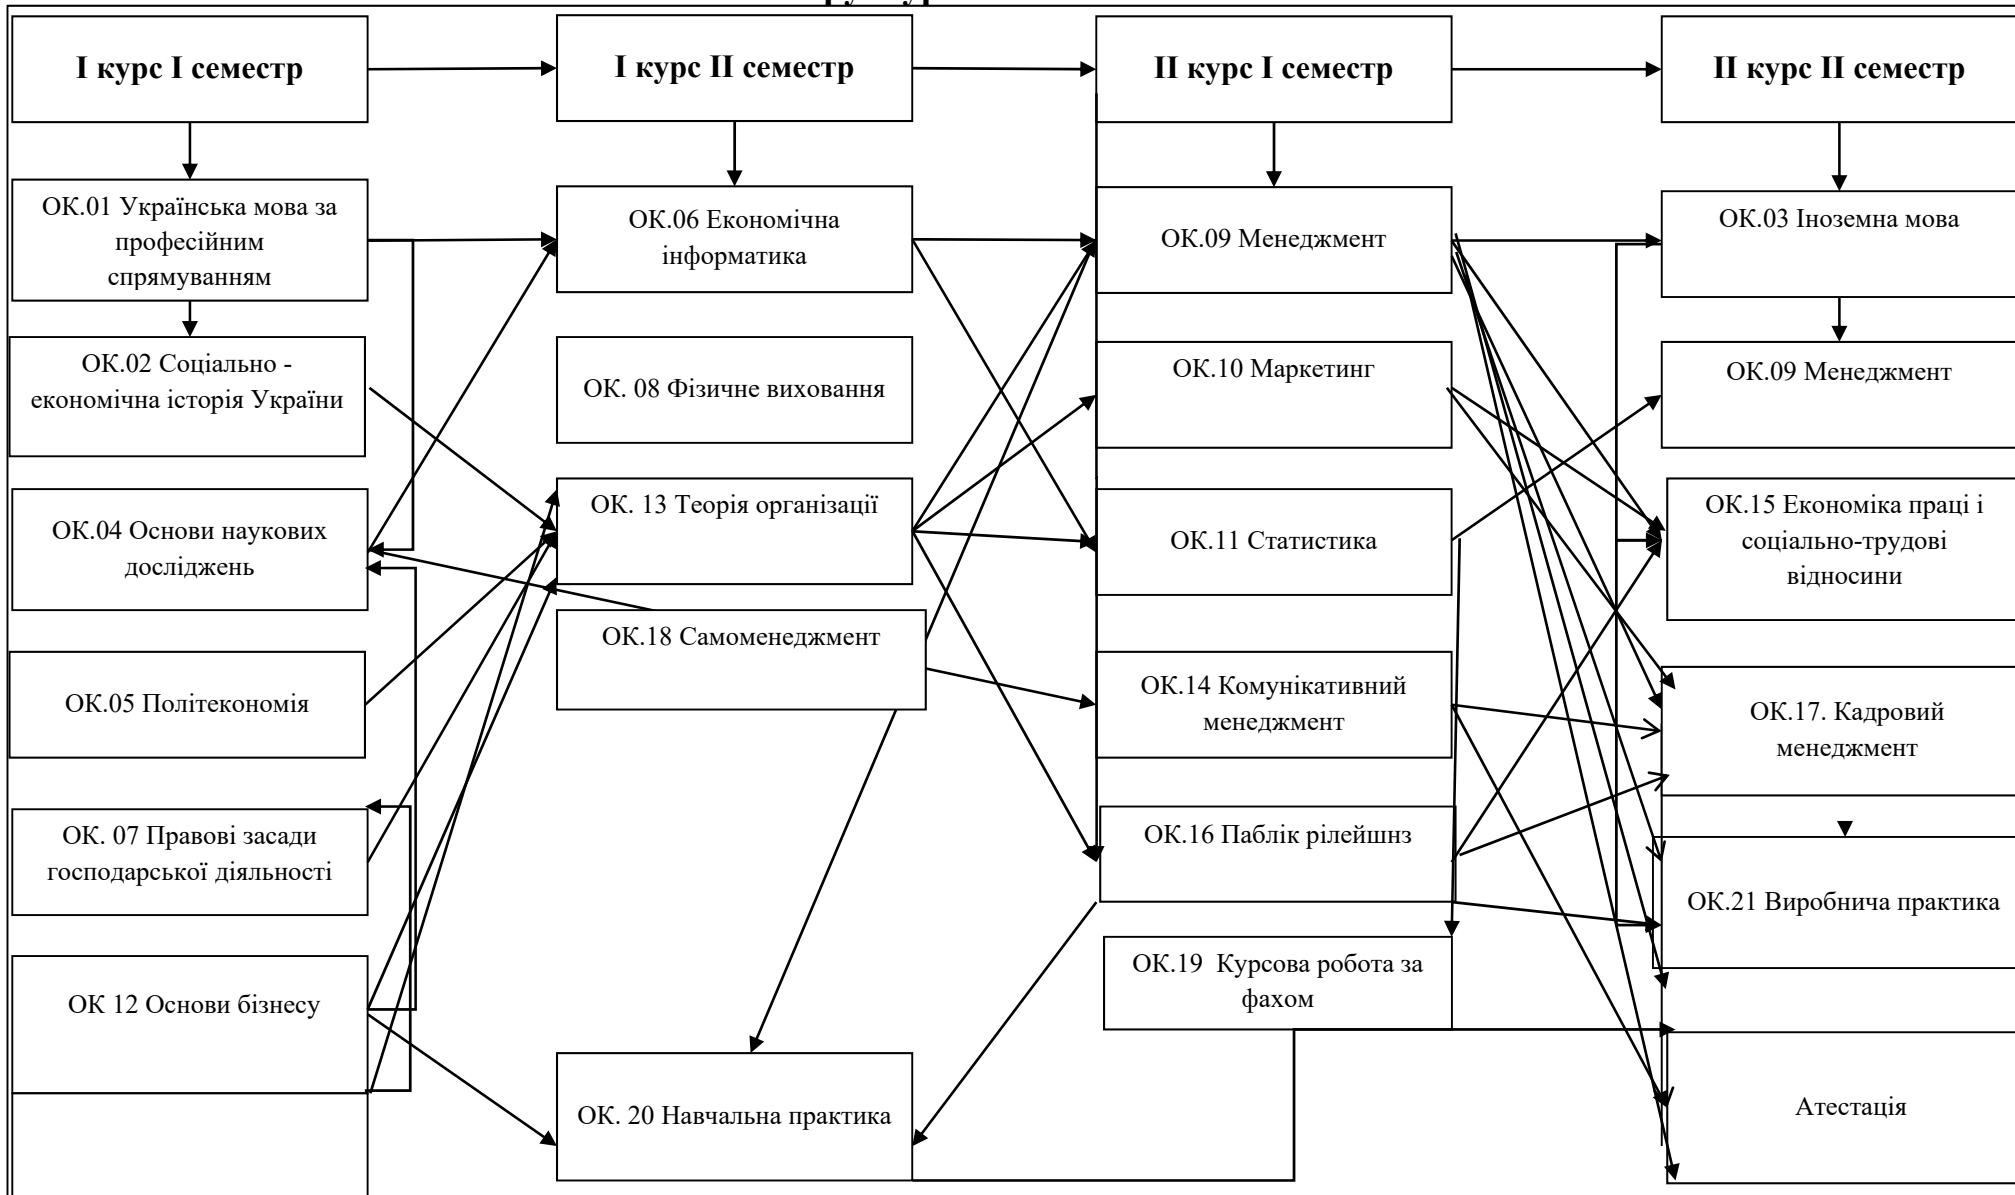 І курс І семестр
І курс ІІ семестр
ІІ курс І семестр
ІІ курс ІІ семестр
ОК.01 Українська мова за
професійним
спрямуванням
ОК.02 Соціально -
економічна історія України
ОК.04 Основи наукових
досліджень
ОК.05 Політекономія
ОК. 07 Правові засади
господарської діяльності
ОК 12 Основи бізнесу
ОК.06 Економічна
інформатика
ОК. 08 Фізичне виховання
ОК. 13 Теорія організації
ОК.18 Самоменеджмент
ОК. 20 Навчальна практика
ОК.09 Менеджмент
ОК.10 Маркетинг
ОК.11 Статистика
ОК.14 Комунікативний
менеджмент
ОК.16 Паблік рілейшнз
ОК.19 Курсова робота за
фахом
ОК.03 Іноземна мова
ОК.09 Менеджмент
ОК.15 Економіка праці і
соціально-трудові
відносини
ОК.17. Кадровий
менеджмент
ОК.21 Виробнича практика
Атестація